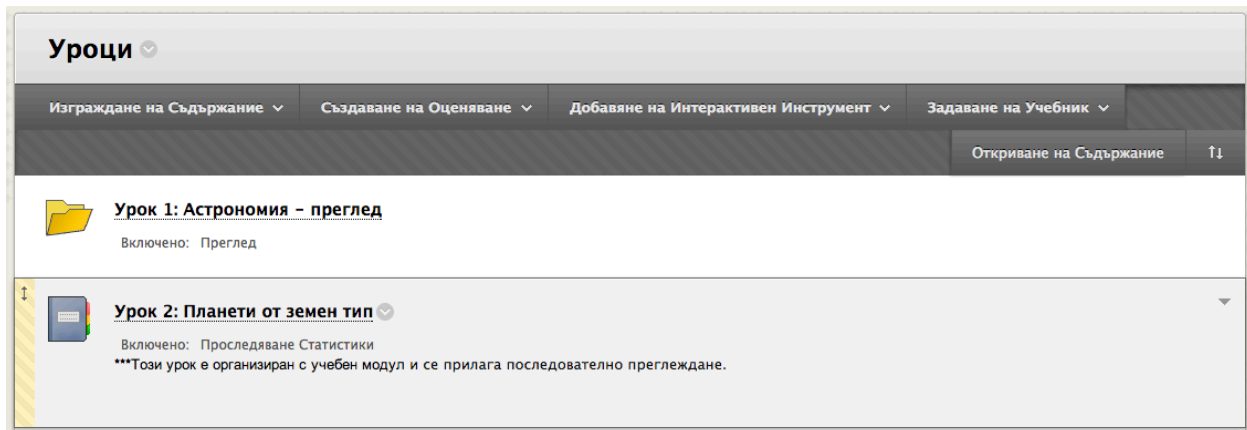 Уроци
Изграждане на Съдържание Създаване на Оценяване Добавяне на Интерактивен Инструмент Задаване на Учебник
Откриване на Съдържание
Урок 1: Астрономия – преглед
Включено: Преглед
Урок 2: Планети от земен тип
Включено: Проследяване Статистики
***Този урок е организиран с учебен модул и се прилага последователно преглеждане.